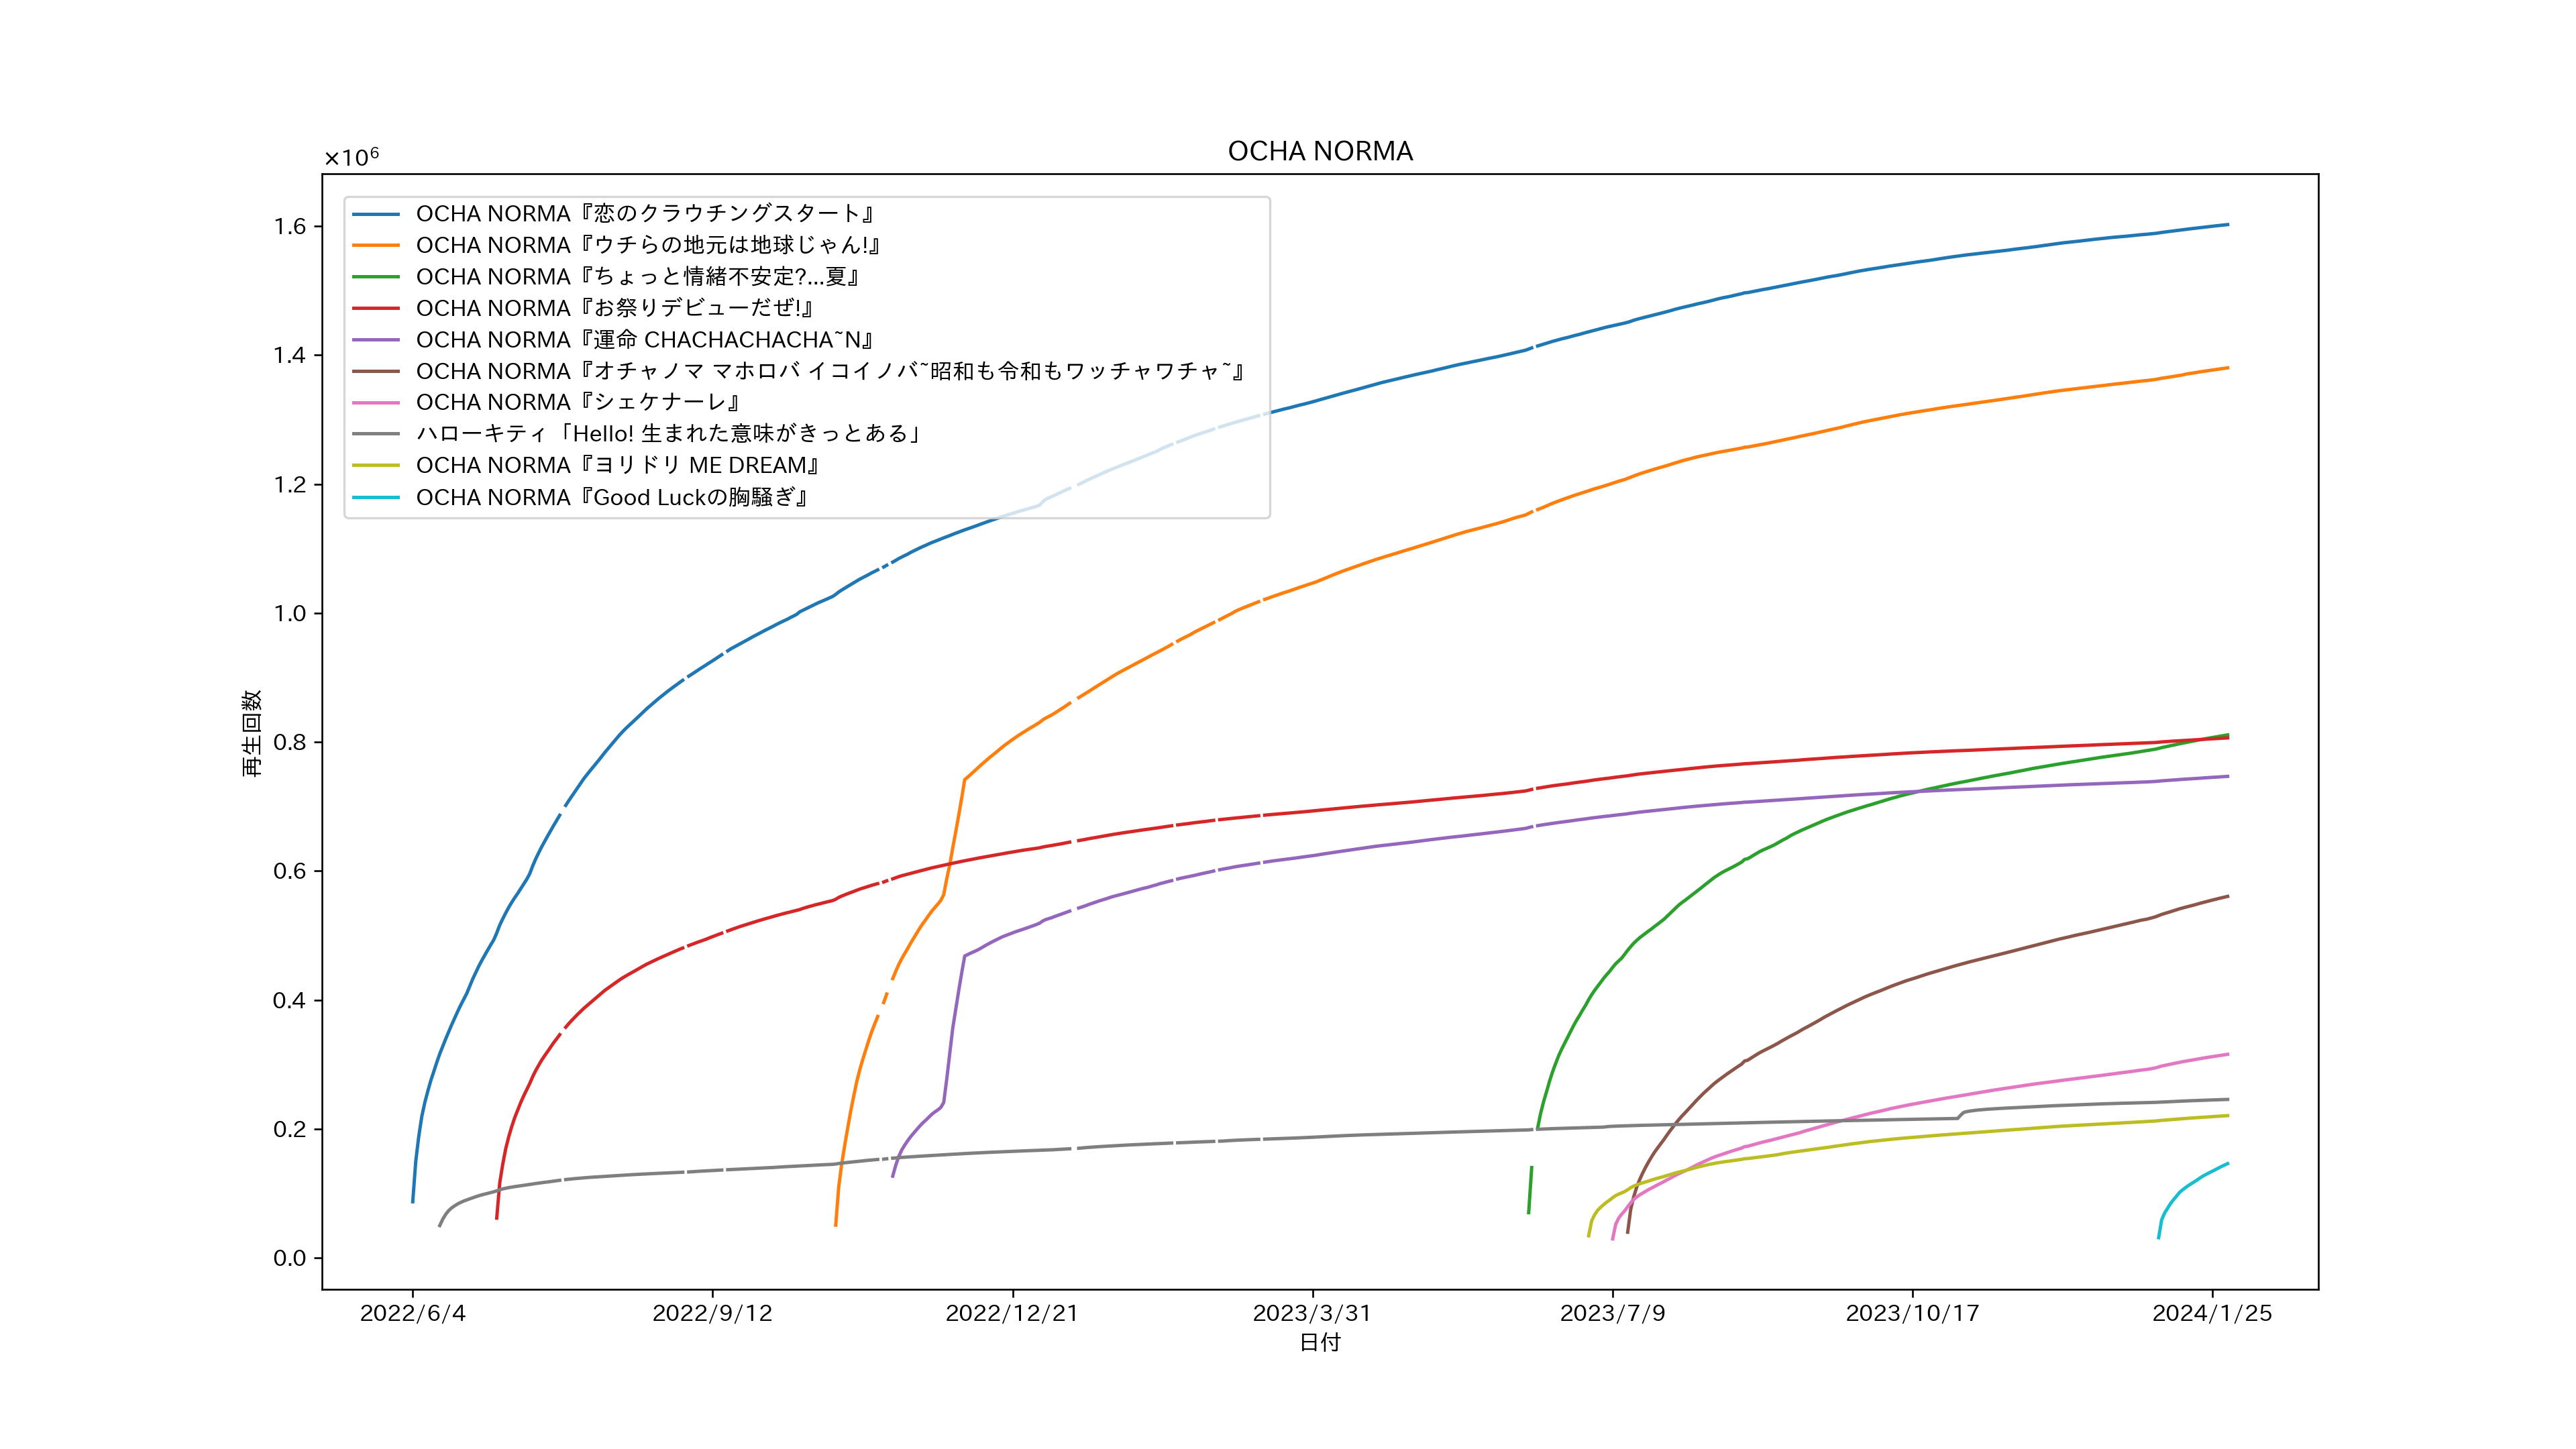 OCHA NORMA
×10⁶
OCHA NORMA『恋のクラウチングスタート』
OCHA NORMA『ウチらの地元は地球じゃん!』
OCHA NORMA『ちょっと情緒不安定?...夏』
OCHA NORMA『お祭りデビューだぜ!』
OCHA NORMA『運命 CHACHACHACHA~N』
OCHA NORMA『オチャノマ マホロバ イコイノバ~昭和も令和もワッチャワチャ~』
OCHA NORMA『シェケナーレ』
ハローキティ「Hello! 生まれた意味がきっとある」
OCHA NORMA『ヨリドリ ME DREAM』
OCHA NORMA『Good Luckの胸騒ぎ』
再生回数
1.6
1.4
1.2
1.0
0.8
0.6
0.4
0.2
0.0
2022/6/4 2022/9/12 2022/12/21 2023/3/31 2023/7/9 2023/10/17 2024/1/25
日付